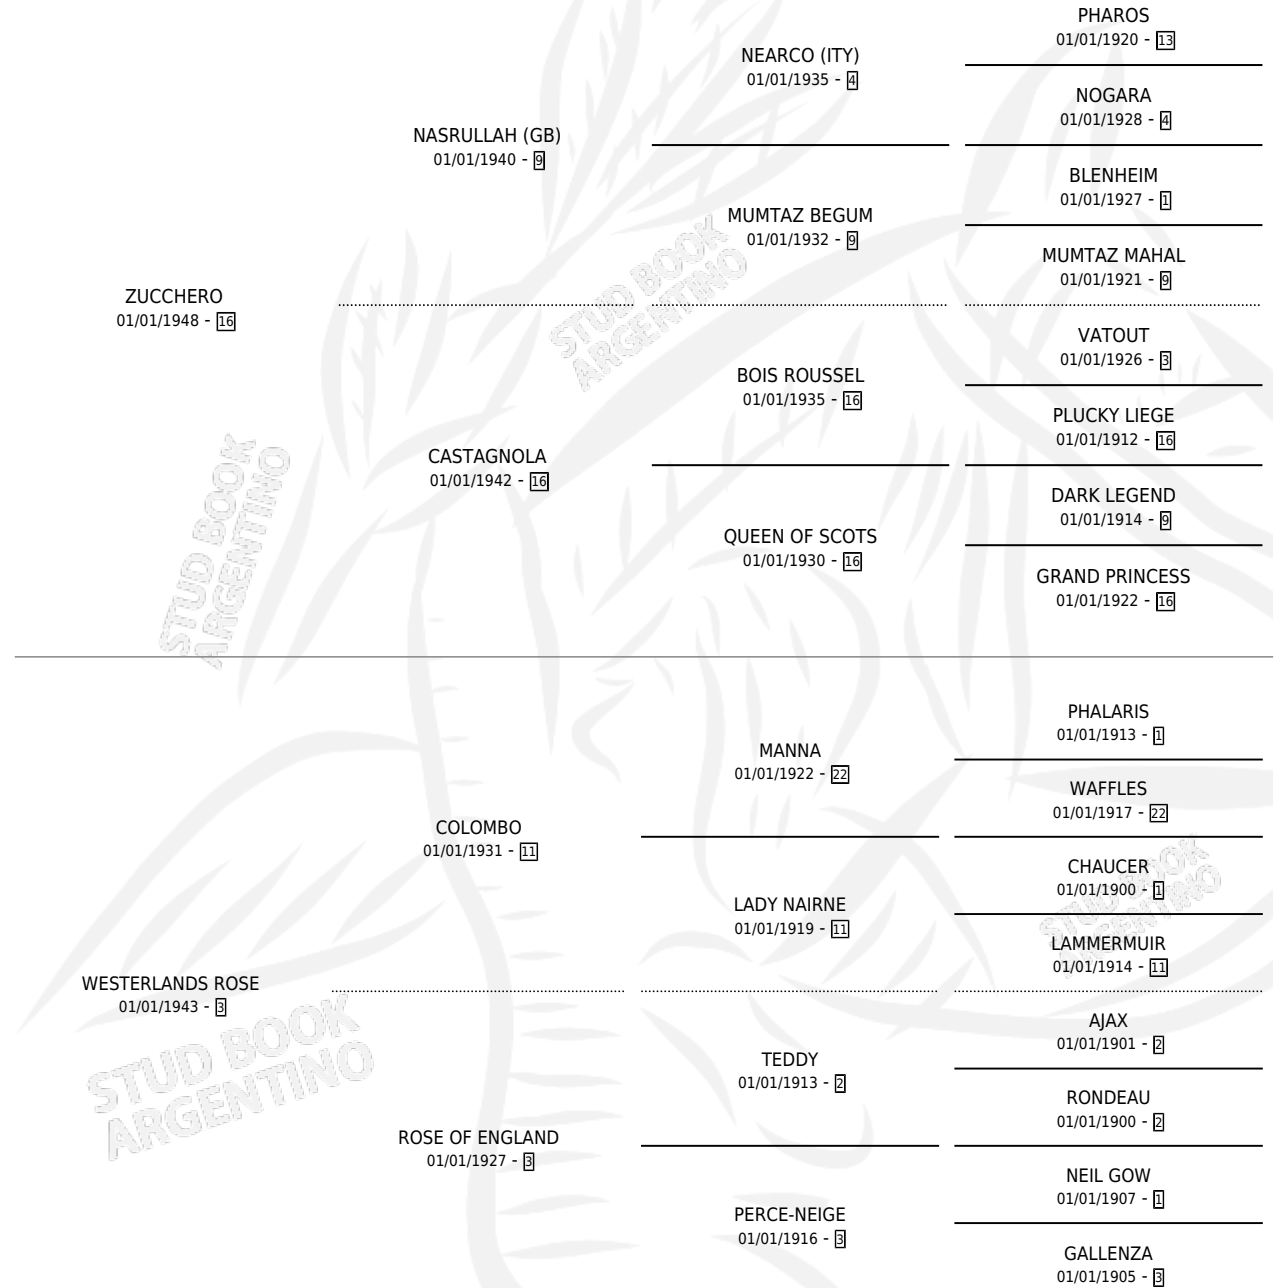 PHAROS
01/01/1920 - 13
NEARCO (ITY)
01/01/1935 - 4
NOGARA
01/01/1928 - 4
NASRULLAH (GB)
01/01/1940 - 9
BLENHEIM
01/01/1927 - 1
MUMTAZ BEGUM
01/01/1932 - 9
MUMTAZ MAHAL
01/01/1921 - 9
ZUCCHERO
01/01/1948 - 16
VATOUT
01/01/1926 - 3
BOIS ROUSSEL
01/01/1935 - 16
PLUCKY LIEGE
01/01/1912 - 16
CASTAGNOLA
01/01/1942 - 16
DARK LEGEND
01/01/1914 - 9
QUEEN OF SCOTS
01/01/1930 - 16
GRAND PRINCESS
01/01/1922 - 16
PHALARIS
01/01/1913 - 1
MANNA
01/01/1922 - 22
WAFFLES
01/01/1917 - 22
COLOMBO
01/01/1931 - 11
CHAUCER
01/01/1900 - 1
LADY NAIRNE
01/01/1919 - 11
LAMMERMUIR
01/01/1914 - 11
WESTERLANDS ROSE
01/01/1943 - 3
AJAX
01/01/1901 - 2
TEDDY
01/01/1913 - 2
RONDEAU
01/01/1900 - 2
ROSE OF ENGLAND
01/01/1927 - 3
NEIL GOW
01/01/1907 - 1
PERCE-NEIGE
01/01/1916 - 3
GALLENZA
01/01/1905 - 3
STUD BOOK
ARGENTINO
STUD BOOK
ARGENTINO
STUD BOOK
ARGENTINO
STUD BOOK
ARGENTINO